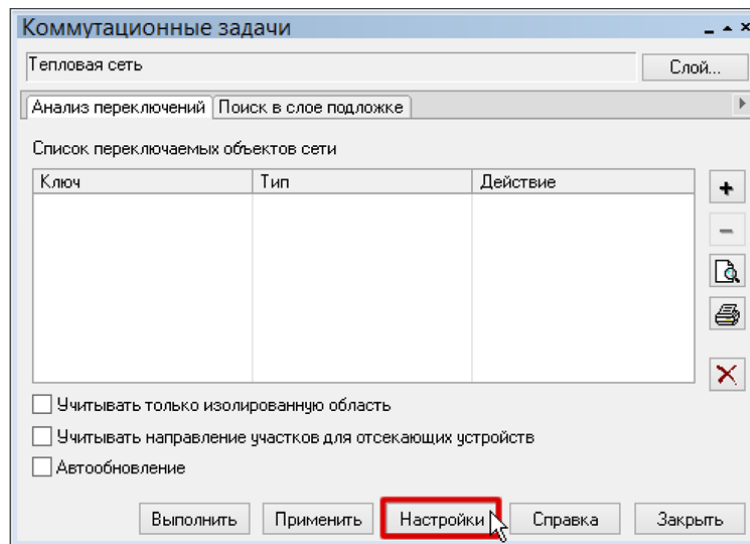 Коммутационные задачи
Тепловая сеть
Слой...
Анализ переключений Поиск в слое подложке
Список переключаемых объектов сети
Ключ Тип Действие
Учитывать только изолированную область
Учитывать направление участков для отсекающих устройств
Автообновление
Выполнить Применить Настройки Справка Закрыть